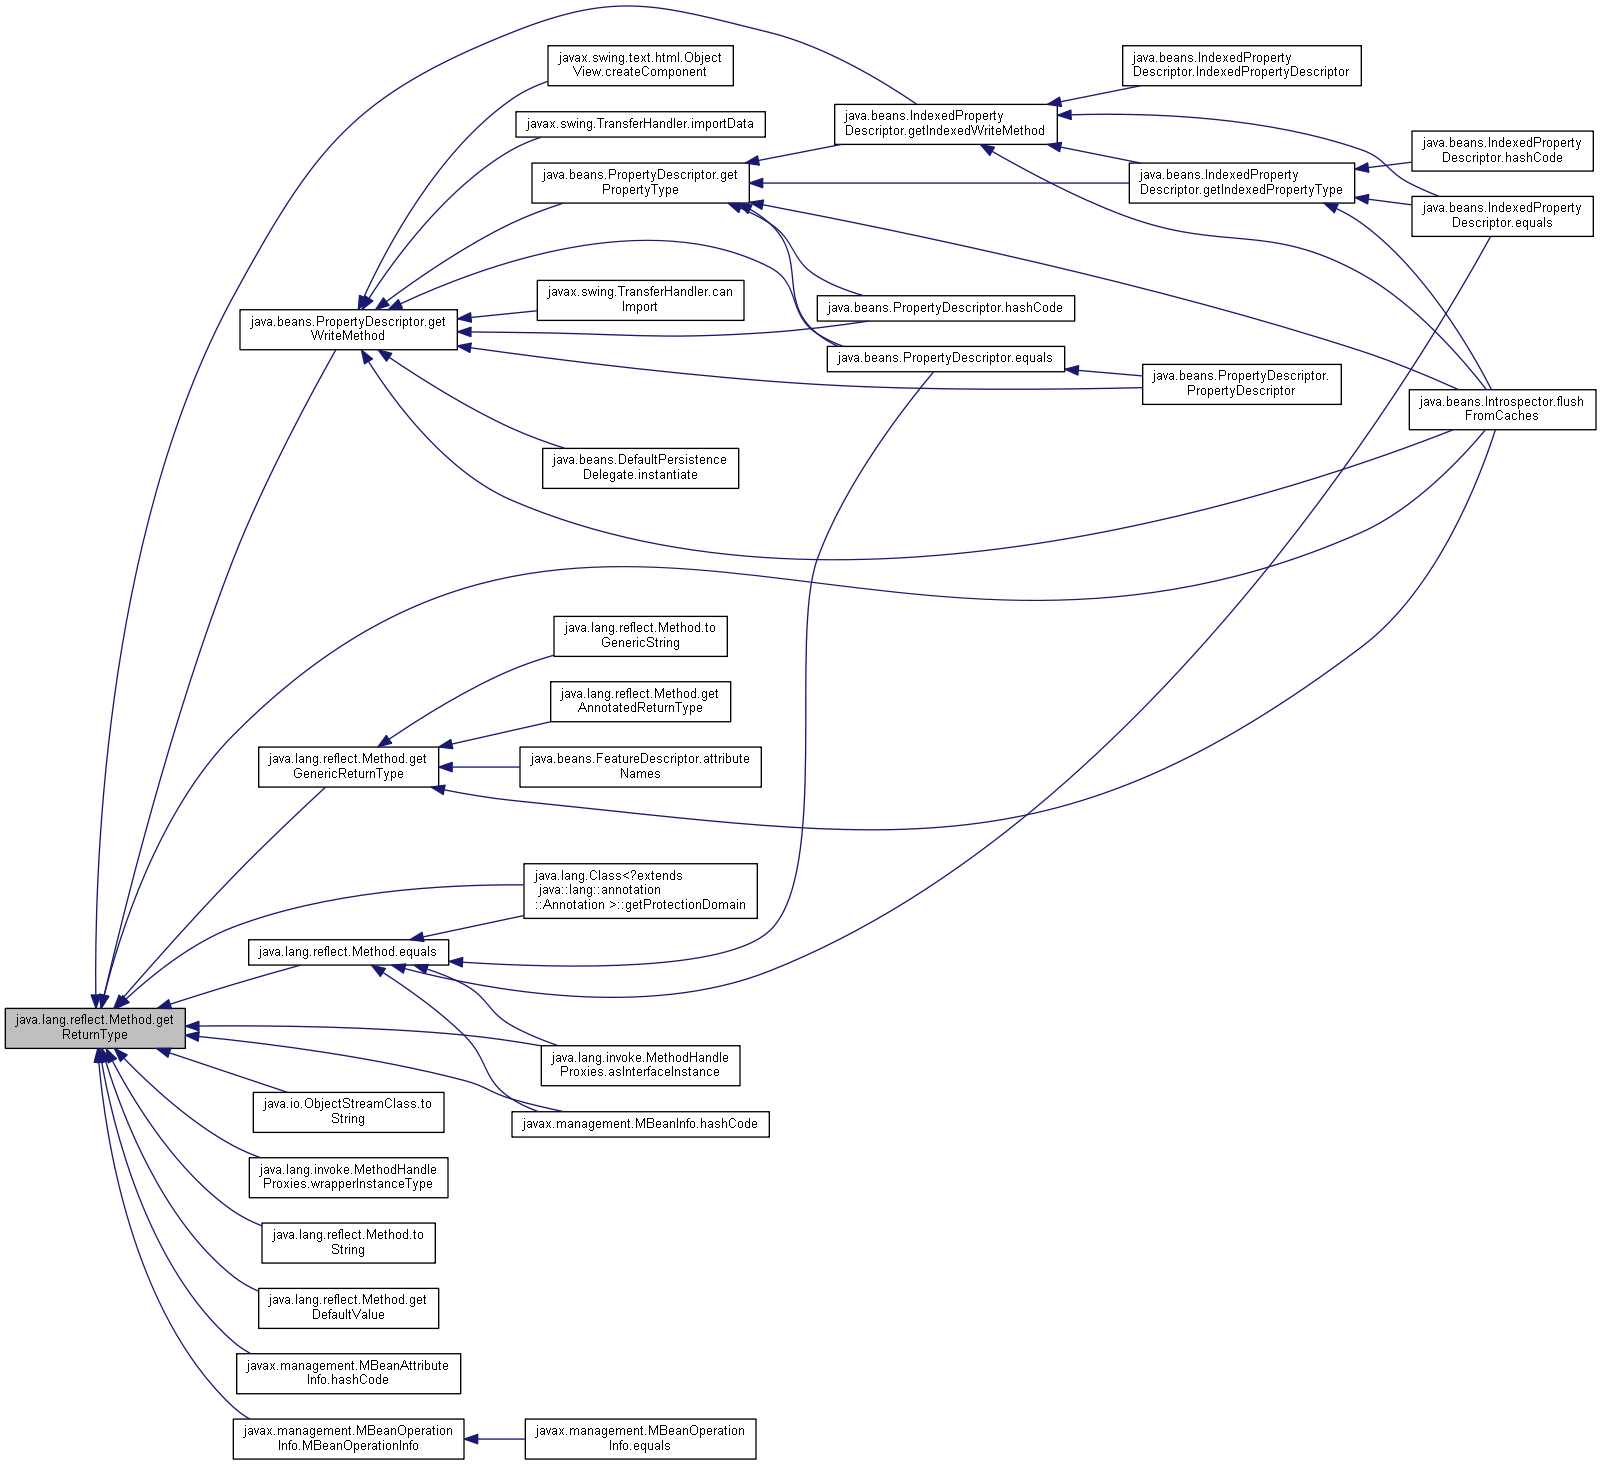 javax.swing.text.html.Object
View.createComponent
java.beans.IndexedProperty
Descriptor.IndexedPropertyDescriptor
javax.swing.TransferHandler.importData
java.beans.IndexedProperty
Descriptor.getIndexedWriteMethod
java.beans.IndexedProperty
Descriptor.hashCode
java.beans.PropertyDescriptor.get
PropertyType
java.beans.IndexedProperty
Descriptor.getIndexedPropertyType
java.beans.IndexedProperty
Descriptor.equals
javax.swing.TransferHandler.can
Import
java.beans.PropertyDescriptor.hashCode
java.beans.PropertyDescriptor.get
WriteMethod
java.beans.PropertyDescriptor.equals
java.beans.PropertyDescriptor.
PropertyDescriptor
java.beans.Introspector.flush
FromCaches
java.beans.DefaultPersistence
Delegate.instantiate
java.lang.reflect.Method.to
GenericString
java.lang.reflect.Method.get
AnnotatedReturnType
java.lang.reflect.Method.get
GenericReturnType
java.beans.FeatureDescriptor.attribute
Names
java.lang.Class<?extends
java::lang::annotation
::Annotation >::getProtectionDomain
java.lang.reflect.Method.equals
java.lang.reflect.Method.get
ReturnType
java.lang.invoke.MethodHandle
Proxies.asInterfaceInstance
java.io.ObjectStreamClass.to
String
javax.management.MBeanInfo.hashCode
java.lang.invoke.MethodHandle
Proxies.wrapperInstanceType
java.lang.reflect.Method.to
String
java.lang.reflect.Method.get
DefaultValue
javax.management.MBeanAttribute
Info.hashCode
javax.management.MBeanOperation
Info.MBeanOperationInfo
javax.management.MBeanOperation
Info.equals